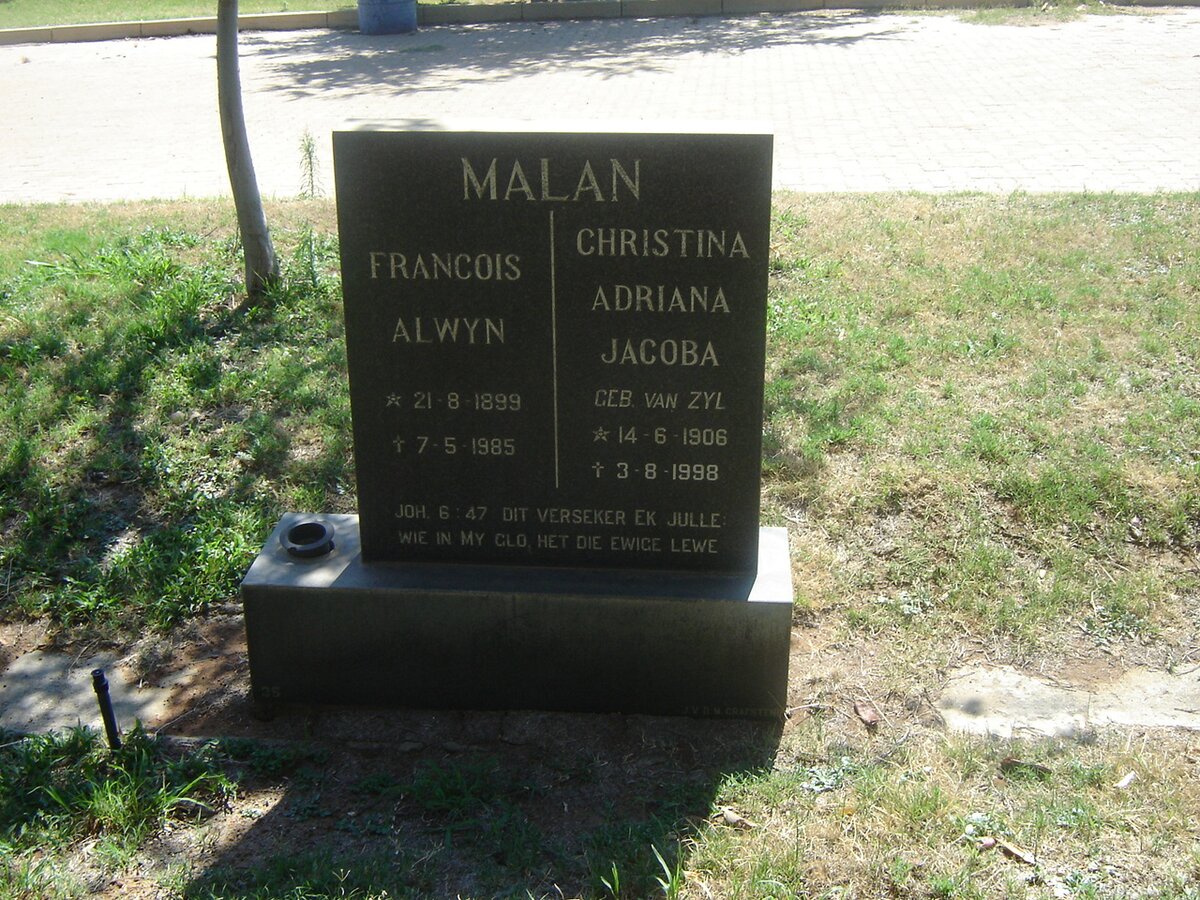 MALAN
FRANCOIS
ALWYN
* 21-8-1899
† 7-5-1985
CHRISTINA
ADRIANA
JACOBA
GEB. VAN ZYL
* 14-6-1906
† 3-8-1998
JOH. 6:47 DIT VERSEKER EK JULLE:
WIE IN MY GLO, HET DIE EWIGE LEWE
36